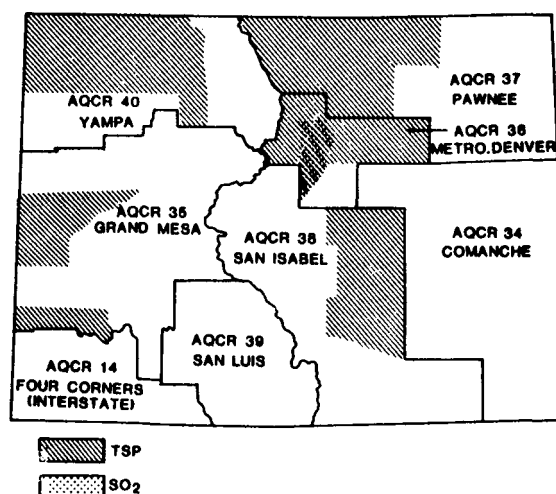 AQCR 37
PAWNEE
AQCR 40
YAMPA
AQCR 36
METRO.DENVER
AQCR 35
GRAND MESA
AQCR 38
SAN ISABEL
AQCR 34
COMANCHE
AQCR 39
SAN LUIS
AQCR 14
FOUR CORNERS
(INTERSTATE)
TSP
SO₂